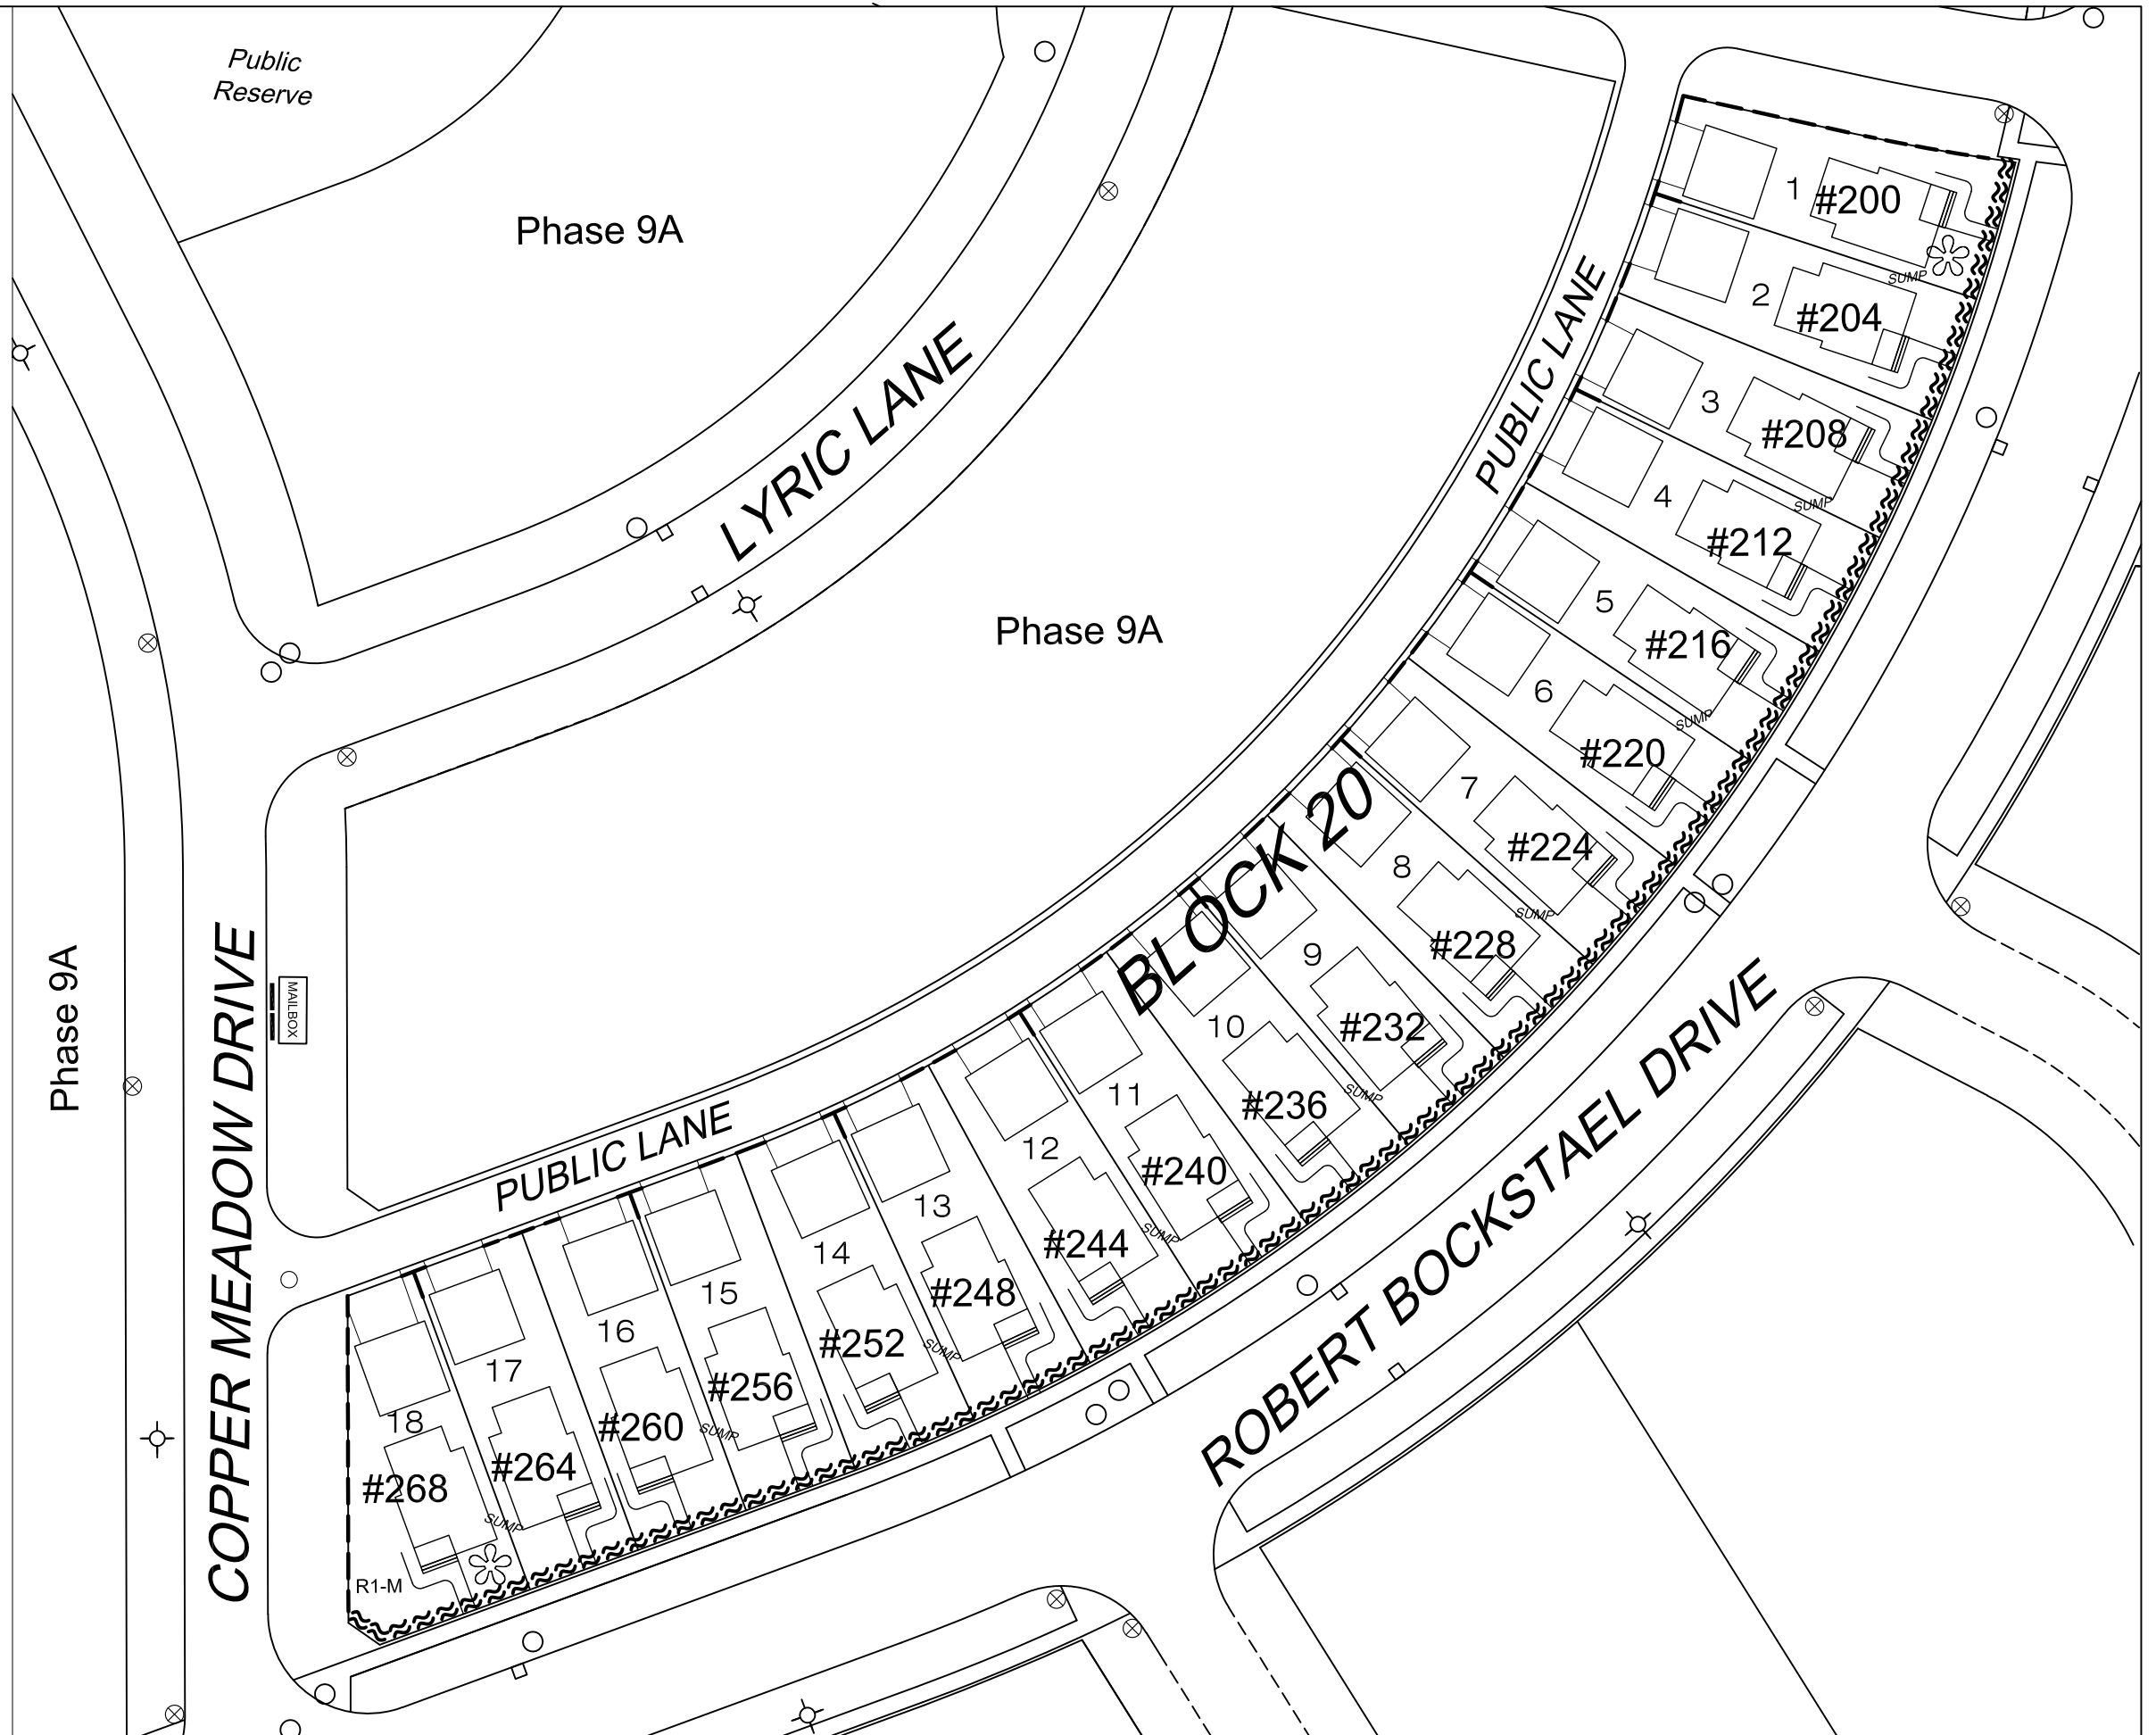 Public
Reserve
Phase 9A
LYRIC LANE
Phase 9A
PUBLIC LANE
1 #200
SUMP
2 #204
3 #208
SUMP
4 #212
5 #216
SUMP
6 #220
7 #224
SUMP
8 #228
BLOCK 20
9 #232
SUMP
10 #236
11 #240
SUMP
12 #244
13 #248
SUMP
14 #252
15 #256
SUMP
16 #260
17 #264
SUMP
18 #268
R1-M
PUBLIC LANE
MAILBOX
Phase 9A
COPPER MEADOW DRIVE
ROBERT BOCKSTAEL DRIVE